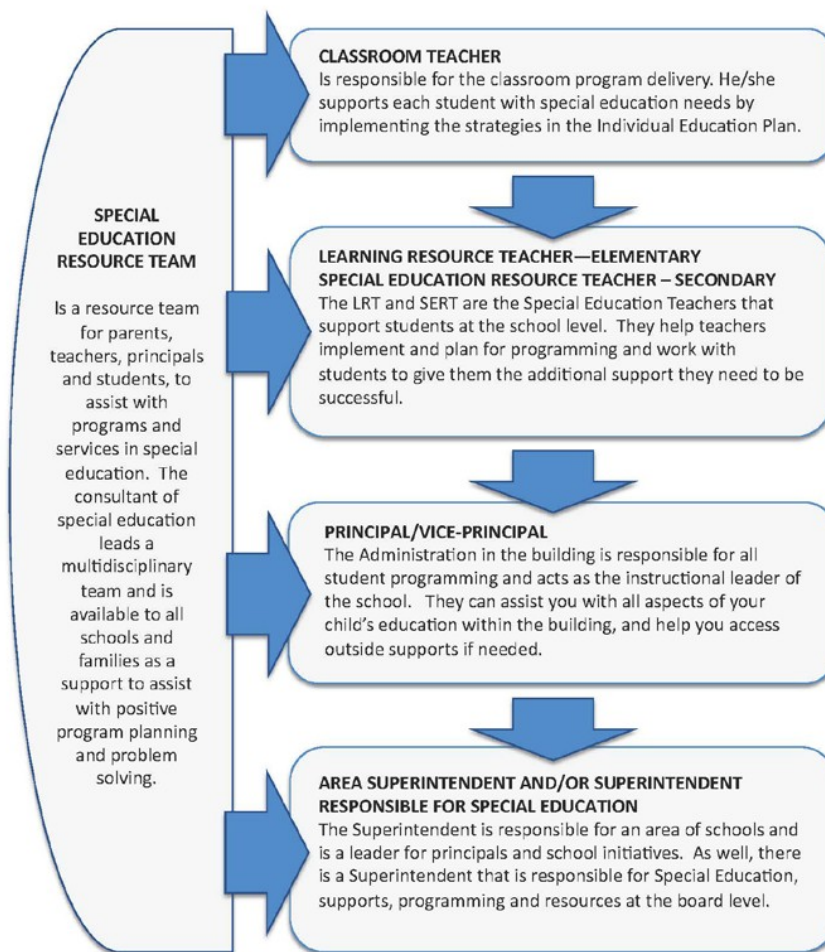 SPECIAL
EDUCATION
RESOURCE TEAM
Is a resource team
for parents,
teachers, principals
and students, to
assist with
programs and
services in special
education.  The
consultant of
special education
leads a
multidisciplinary
team and is
available to all
schools and
families as a
support to assist
with positive
program planning
and problem
solving.
CLASSROOM TEACHER
Is responsible for the classroom program delivery. He/she
supports each student with special education needs by
implementing the strategies in the Individual Education Plan.
LEARNING RESOURCE TEACHER—ELEMENTARY
SPECIAL EDUCATION RESOURCE TEACHER – SECONDARY
The LRT and SERT are the Special Education Teachers that
support students at the school level.  They help teachers
implement and plan for programming and work with
students to give them the additional support they need to be
successful.
PRINCIPAL/VICE-PRINCIPAL
The Administration in the building is responsible for all
student programming and acts as the instructional leader of
the school.   They can assist you with all aspects of your
child's education within the building, and help you access
outside supports if needed.
AREA SUPERINTENDENT AND/OR SUPERINTENDENT
RESPONSIBLE FOR SPECIAL EDUCATION
The Superintendent is responsible for an area of schools and
is a leader for principals and school initiatives.  As well, there
is a Superintendent that is responsible for Special Education,
supports, programming and resources at the board level.